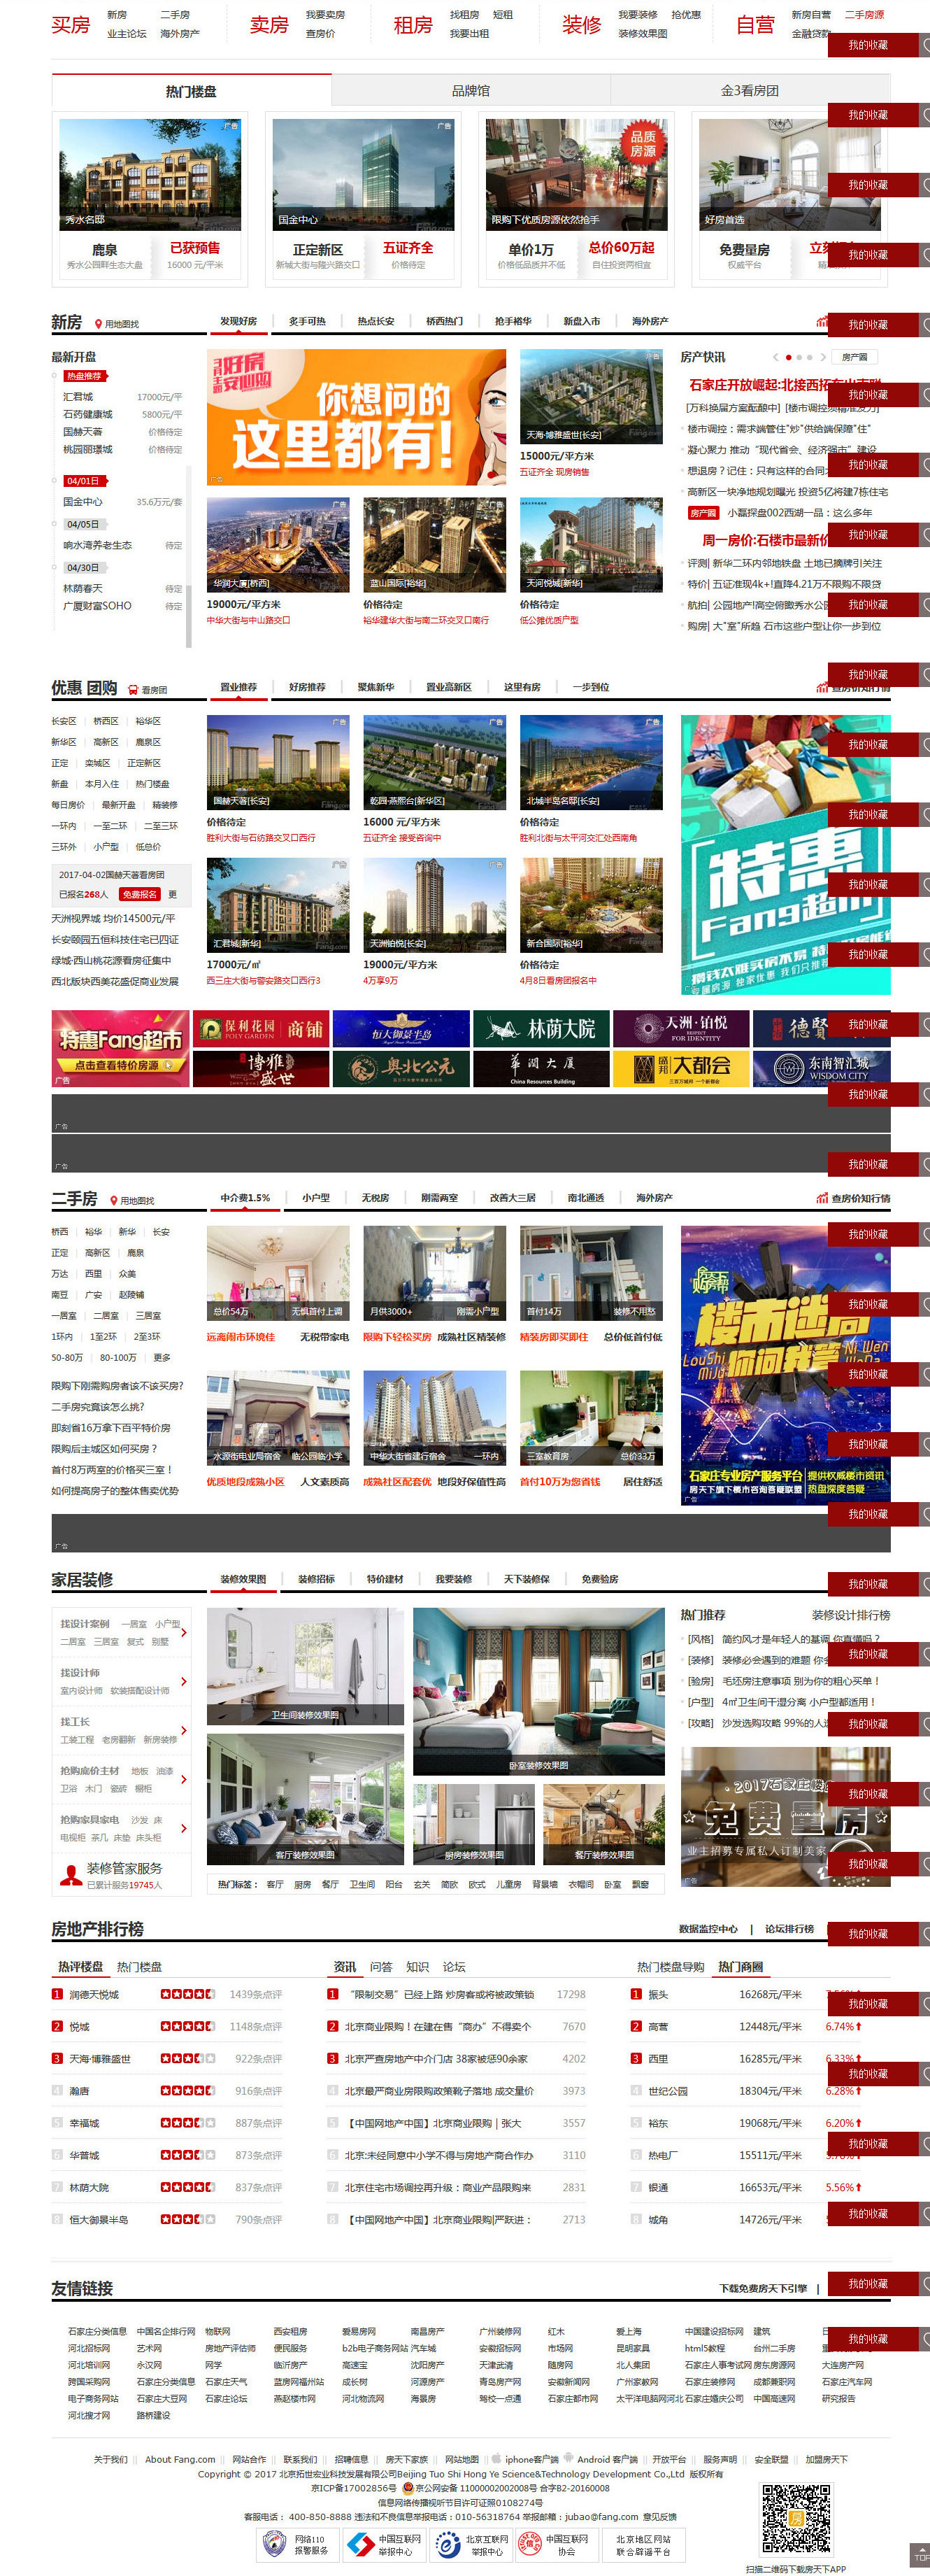 买房 新房 二手房 业主论坛 海外房产
卖房 我要卖房 查房价
租房 找租房 短租 我要出租
装修 我要装修 抢优惠 装修效果图
自营 新房自营 二手房源 金融贷款
我的收藏
热门楼盘 品牌馆 金3看房团
秀水名邸 国金中心 限购下优质房源依然抢手 好房首选
品质房源
鹿泉 已获预售 正定新区 五证齐全 单价1万 总价60万起 免费量房
秀水公园畔生态大盘 16000 元/平米 新城大街与隆兴路交口 价格待定 价格低品质并不低 自住投资两相宜 权威平台
新房 用地图找 发现好房 炙手可热 热点长安 桥西热门 抢手裕华 新盘入市 海外房产
最新开盘
热盘推荐
汇君城 17000元/平
石药健康城 5800元/平
国赫天著 价格待定
桃园丽璟城 价格待定
04/01日
国金中心 35.6万元/套
04/05日
响水湾养老生态 待定
04/30日
林荫春天 待定
广厦财富SOHO 待定
你想问的
这里都有!
天海·博雅盛世[长安]
15000元/平方米
五证齐全 现房销售
华润大厦[桥西] 蓝山国际[裕华] 天河悦城[新华]
19000元/平方米 价格待定 价格待定
中华大街与中山路交口 裕华建华大街与南二环交叉口南行 低公摊优质户型
房产快讯 房产圈
石家庄开放崛起:北接西拓
[万科换届方案酝酿中] [楼市调控须精准发力]
楼市调控：需求端管住"炒"供给端保障"住"
凝心聚力 推动“现代省会、经济强市”建设
想退房？记住：只有这样的合同
高新区一块净地规划曝光 投资5亿将建7栋住宅
房产圈 小磊探盘002西湖一品：这么多年
周一房价:石楼市最新价
评测| 新华二环内邻地铁盘 土地已摘牌引关注
特价| 五证准现4k+!直降4.21万不限购不限贷
航拍| 公园地产!高空俯瞰秀水公园
购房| 大"室"所趋 石市这些户型让你一步到位
优惠 团购 看房团 置业推荐 好房推荐 聚焦新华 置业高新区 这里有房 一步到位 查房价知行情
长安区 桥西区 裕华区
新华区 高新区 鹿泉区
正定 栾城区 正定新区
新盘 本月入住 热门楼盘
每日房价 最新开盘 精装修
一环内 一至二环 二至三环
三环外 小户型 低总价
2017-04-02国赫天著看房团
已报名268人 免费报名 更
天洲视界城 均价14500元/平
长安颐园五恒科技住宅已四证
绿城·西山桃花源看房征集中
西北版块西美花盛促商业发展
国赫天著[长安] 乾园·燕熙台[新华区] 北城半岛名邸[长安]
价格待定 16000 元/平方米 价格待定
胜利大街与石纺路交叉口西行 五证齐全 接受咨询中 胜利北街与太平河交汇处西南角
汇君城[新华] 天洲伯悦[长安] 新合国际[裕华]
17000元/㎡ 19000元/平方米 价格待定
西三庄大街与警安路交口西行3 4万享9万 4月8日看房团报名中
特惠
Fang超市
特惠Fang超市 点击查看特价房源
保利花园 商铺 POLY GARDEN 恒大御景半岛 林荫大院 天洲·铂悦
博雅盛世 奥北公元 华润大厦 China Resources Building 盛邦大都会 东南智汇城 WISDOM CITY
广告
广告
二手房 用地图找 中介费1.5% 小户型 无税房 刚需两室 改善大三居 南北通透 海外房产 查房价知行情
桥西 裕华 新华 长安
正定 高新区 鹿泉
万达 西里 众美
南豆 广安 赵陵铺
一居室 二居室 三居室
1环内 1至2环 2至3环
50-80万 80-100万 更多
限购下刚需购房者该不该买房?
二手房究竟该怎么挑?
即刻省16万拿下百平特价房
限购后主城区如何买房？
首付8万两室的价格买三室！
如何提高房子的整体售卖优势
总价54万 无惧首付上调 月供3000+ 刚需小户型 首付14万 装修不用愁
远离闹市环境佳 无税带家电 限购下轻松买房 成熟社区精装修 精装房即买即住 总价低首付低
水源街电业局宿舍 临公园临小学 中华大街省建行宿舍 一环内 三室教育房 总价33万
优质地段成熟小区 人文素质高 成熟社区配套优 地段好保值性高 首付10万为您省钱 居住舒适
楼市迷局 你问我答
石家庄专业房产服务平台 提供权威楼市资讯
房天下旗下楼市咨询答疑联盟 热盘深度答疑
广告
家居装修 装修效果图 装修招标 特价建材 我要装修 天下装修保 免费验房
找设计案例 一居室 小户型
二居室 三居室 复式 别墅
找设计师
室内设计师 软装搭配设计师
找工长
工装工程 老房翻新 新房装修
抢购底价主材 地板 油漆
卫浴 木门 瓷砖 橱柜
抢购家具家电 沙发 床
电视柜 茶几 床垫 床头柜
装修管家服务
已累计服务19745人
卫生间装修效果图 卧室装修效果图
客厅装修效果图 厨房装修效果图 餐厅装修效果图
热门标签： 客厅 厨房 餐厅 卫生间 阳台 玄关 简欧 欧式 儿童房 背景墙 衣帽间 卧室 飘窗
热门推荐 装修设计排行榜
[风格] 简约风才是年轻人的基调 你真懂吗？
[装修] 装修必会遇到的难题
[验房] 毛坯房注意事项 别为你的粗心买单！
[户型] 4㎡卫生间干湿分离 小户型都适用！
[攻略] 沙发选购攻略 99%的人
免费量房
房地产排行榜 数据监控中心 | 论坛排行榜
热评楼盘 热门楼盘 资讯 问答 知识 论坛 热门楼盘导购 热门商圈
1 润德天悦城 1439条点评 1 “限制交易”已经上路 炒房客或将被政策锁 17298 1 振头 16268元/平米
2 悦城 1148条点评 2 北京商业限购！在建在售“商办”不得卖个 7670 2 高营 12448元/平米 6.74%
3 天海·博雅盛世 922条点评 3 北京严查房地产中介门店 38家被惩90余家 4202 3 西里 16285元/平米 6.33%
4 瀚唐 916条点评 4 北京最严商业房限购政策靴子落地 成交量价 3973 4 世纪公园 18304元/平米 6.28%
5 幸福城 887条点评 5 【中国网地产中国】北京商业限购｜张大 3557 5 裕东 19068元/平米 6.20%
6 华普城 873条点评 6 北京:未经同意中小学不得与房地产商合作办 3110 6 热电厂 15511元/平米
7 林荫大院 837条点评 7 北京住宅市场调控再升级：商业产品限购来 2831 7 银通 16653元/平米 5.56%
8 恒大御景半岛 790条点评 8 【中国网地产中国】北京商业限购|严跃进： 2713 8 城角 14726元/平米
友情链接 下载免费房天下引擎 |
石家庄分类信息 中国名企排行网 物联网 西安租房 爱易房网 南昌房产 广州装修网 红木 爱上海 中国建设招标网 建筑
河北招标网 艺术网 房地产评估师 便民服务 b2b电子商务网站 汽车城 安徽招标网 市场网 昆明家具 html5教程 台州二手房
河北培训网 永汉网 网学 临沂房产 高速宝 沈阳房产 天津武清 随房网 北人集团 石家庄人事考试网 房东房源网 大连房产网
跨国采购网 石家庄分类信息 石家庄天气 蓝房网福州站 成长树 河源房产 青岛房产网 安徽新闻网 广州家教网 石家庄装修网 成都兼职网 石家庄汽车网
电子商务网站 石家庄大豆网 石家庄论坛 燕赵楼市网 河北物流网 海景房 驾校一点通 石家庄都市网 太平洋电脑网河北 石家庄婚庆公司 中国高速网 研究报告
河北搜才网 路桥建设
关于我们 || About Fang.com || 网站合作 || 联系我们 || 招聘信息 || 房天下家族 || 网站地图 || iphone客户端 Android 客户端 || 开放平台 || 服务声明 || 安全联盟 || 加盟房天下
Copyright © 2017 北京拓世宏业科技发展有限公司Beijing Tuo Shi Hong Ye Science&Technology Development Co.,Ltd 版权所有
京ICP备17002856号 京公网安备 11000002002008号 合字B2-20160008
信息网络传播视听节目许可证照0108274号
客服电话： 400-850-8888 违法和不良信息举报电话：010-56318764 举报邮箱：jubao@fang.com 意见反馈
网络110报警服务 中国互联网举报中心 北京互联网举报中心 中国互联网协会 北京地区网站联合辟谣平台
扫描二维码下载房天下APP
TOP